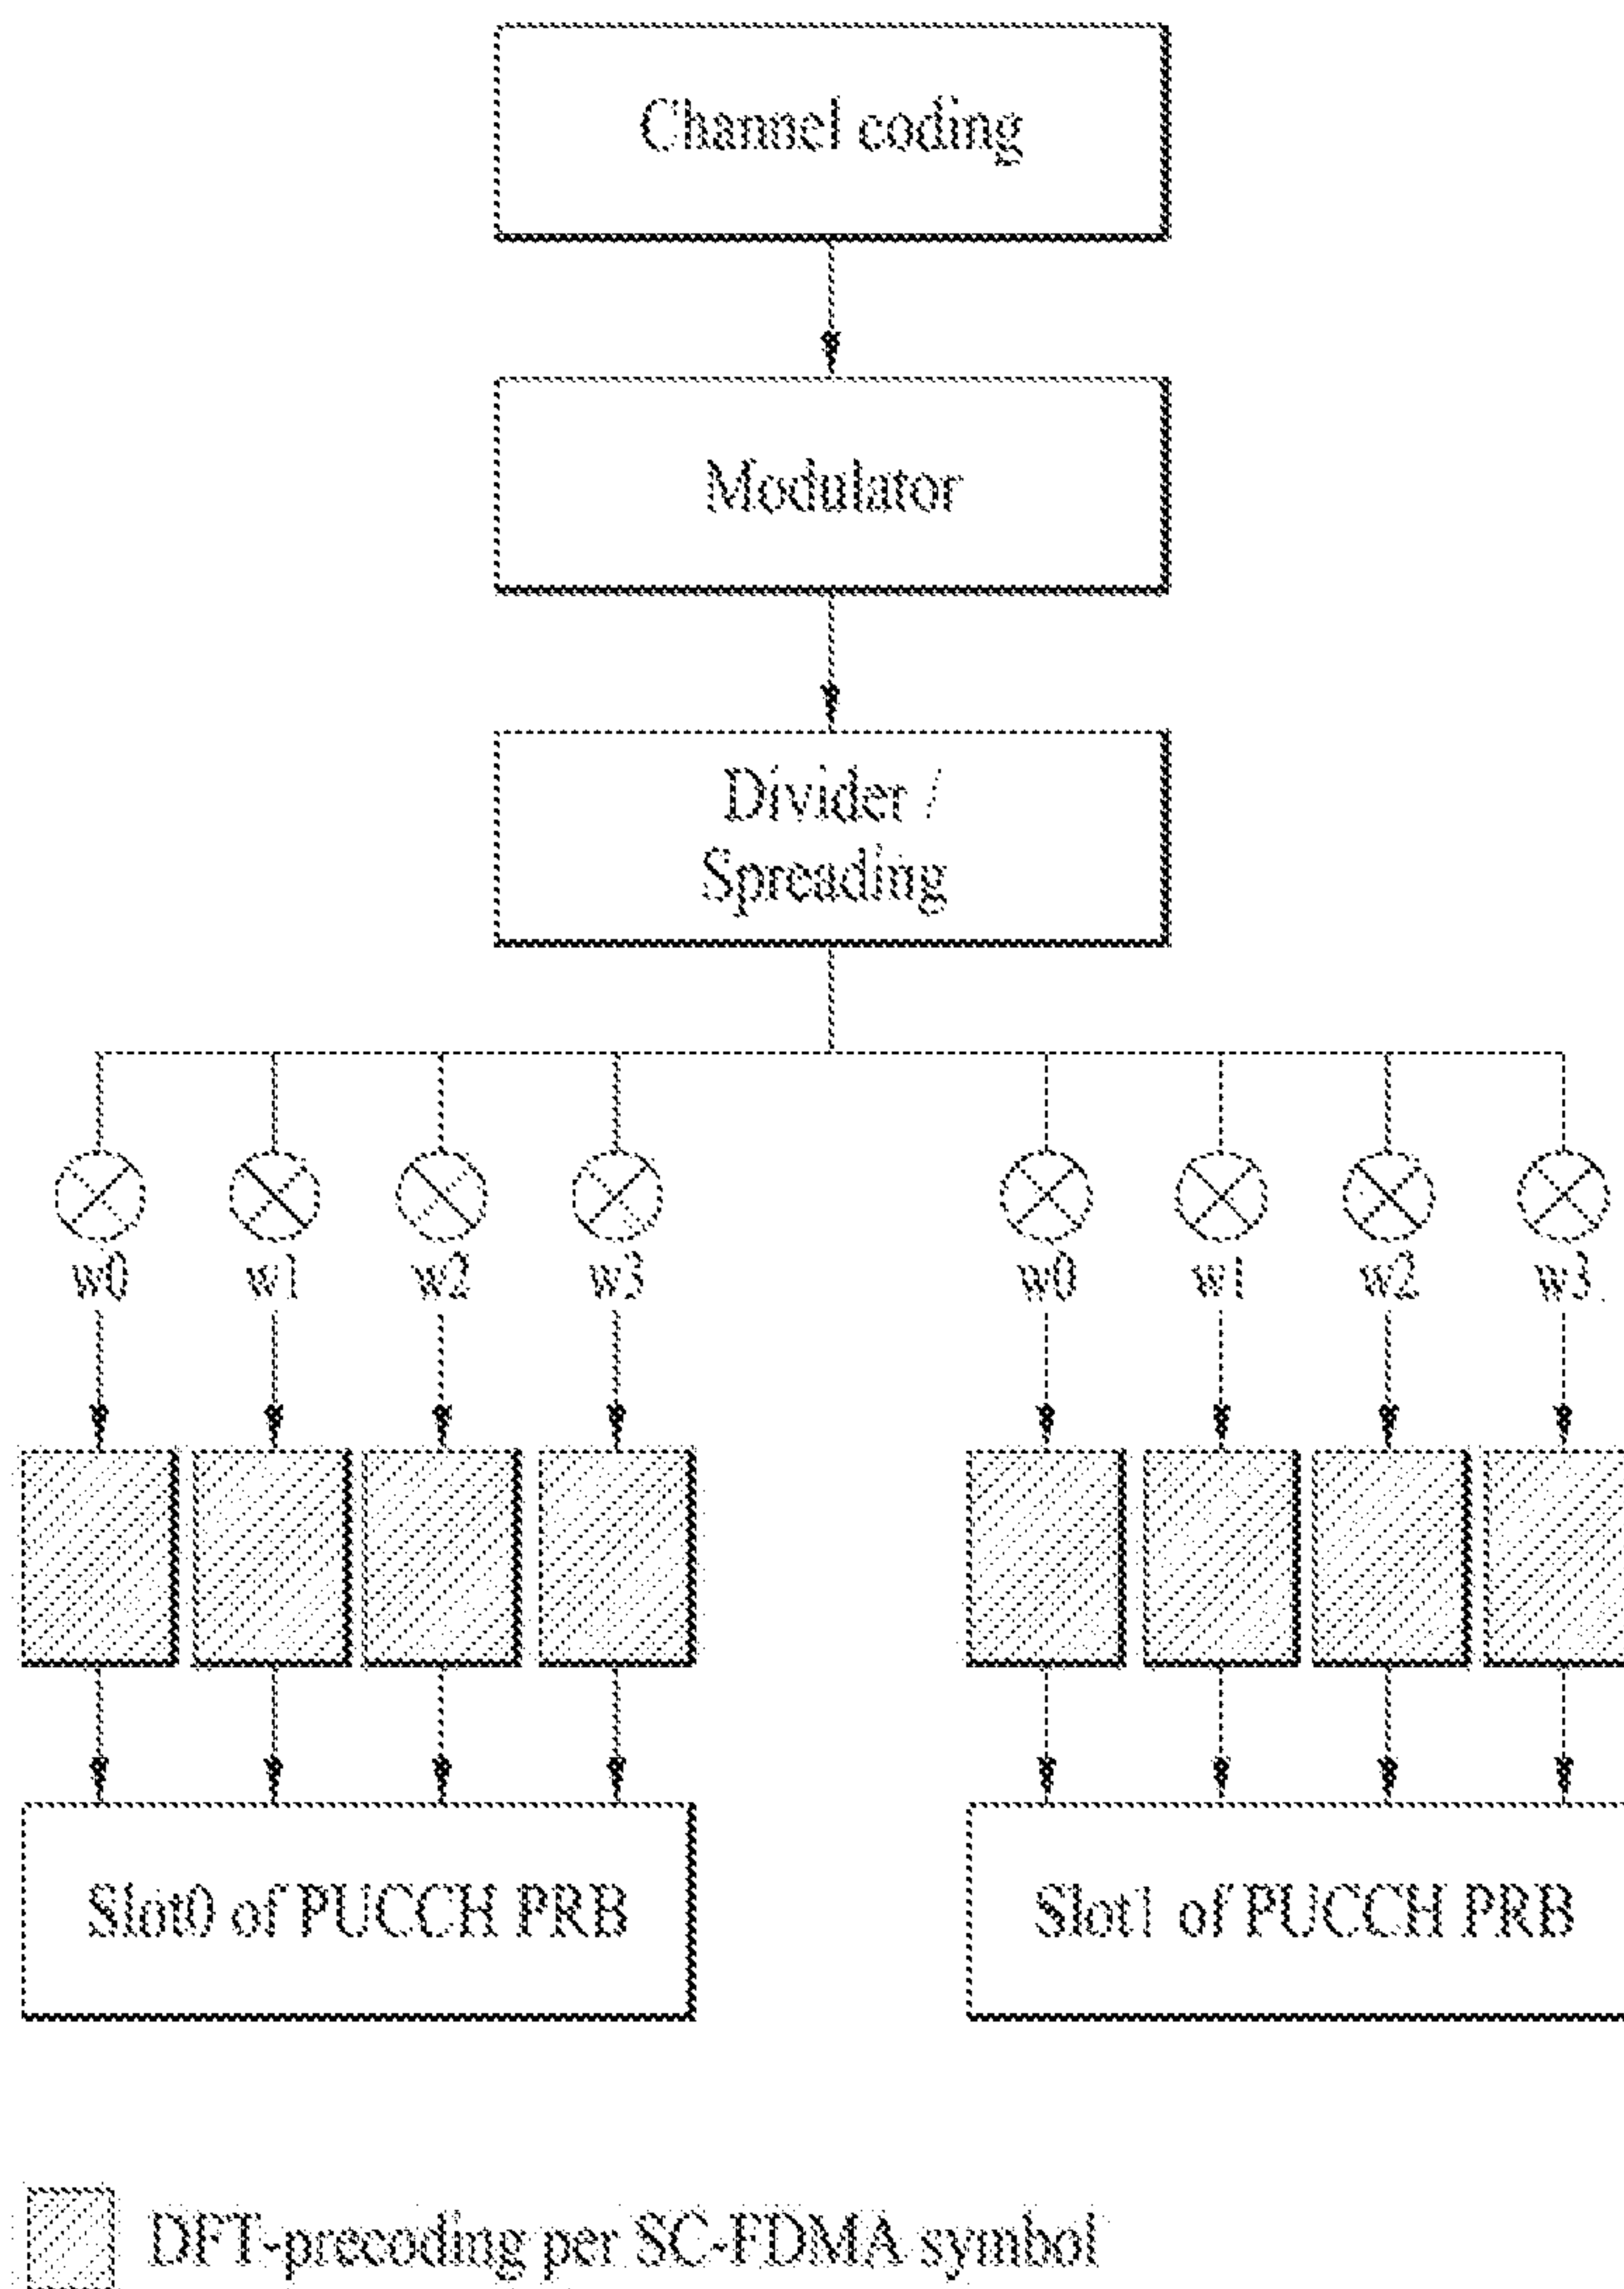 Channel coding
Modulator
Divider /
Spreading
w0 w1 w2 w3 w0 w1 w2 w3
Slot0 of PUCCH PRB Slot1 of PUCCH PRB
DFT-precoding per SC-FDMA symbol